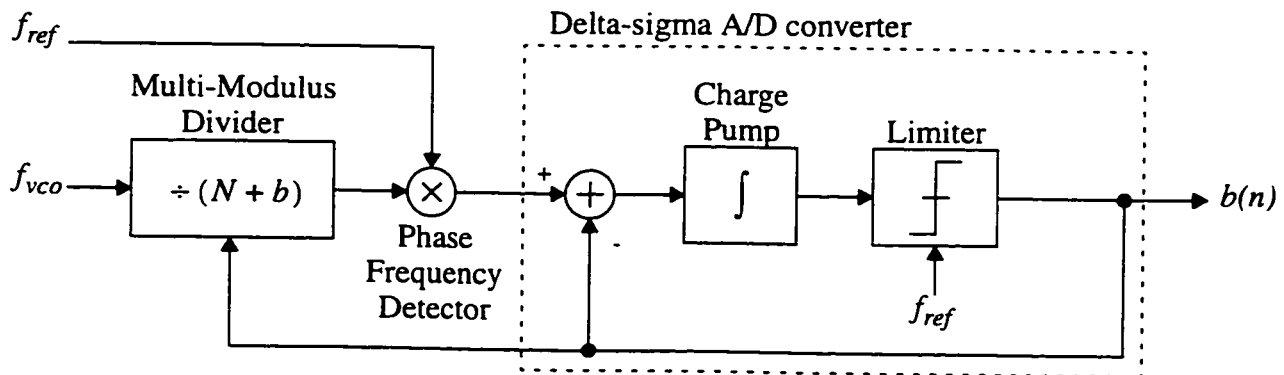 Delta-sigma A/D converter
f_ref
Multi-Modulus
Divider
Charge
Pump
Limiter
f_vco
÷ (N + b)
×
+
+
∫
b(n)
-
Phase
Frequency
Detector
f_ref